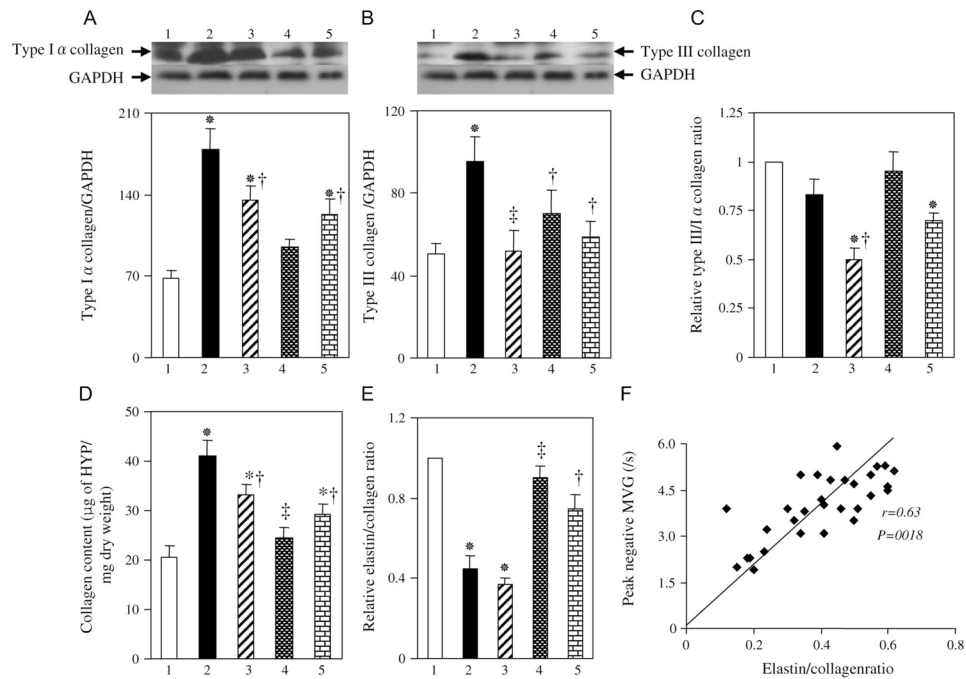 A
1 2 3 4 5
Type I α collagen
GAPDH
Type I α collagen/GAPDH
210
140
70
0
*
*†
*†
1 2 3 4 5
B
1 2 3 4 5
Type III collagen
GAPDH
Type III collagen /GAPDH
120
80
40
0
*
‡
†
†
1 2 3 4 5
C
Relative type III/I α collagen ratio
1.25
1
0.75
0.5
0.25
0
*†
*
1 2 3 4 5
D
Collagen content (µg of HYP/
mg dry weight)
50
40
30
20
10
0
*
*†
‡
*†
1 2 3 4 5
E
Relative elastin/collagen ratio
1.2
0.8
0.4
0
*
*
‡
†
1 2 3 4 5
F
Peak negative MVG (/s)
6.0
4.5
3.0
1.5
0
r=0.63
P=0018
0 0.2 0.4 0.6 0.8
Elastin/collagenratio